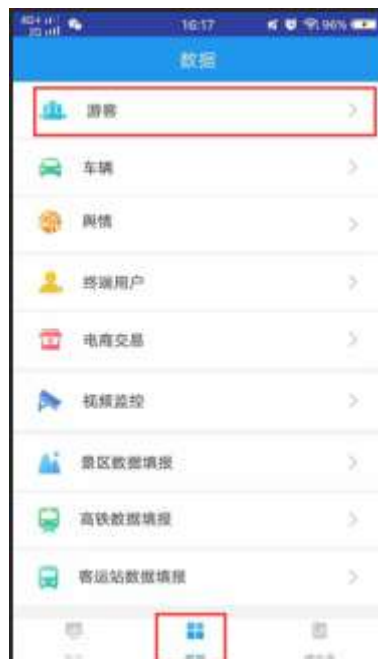 16:17 96%
数据
游客
车辆
舆情
终端用户
电商交易
视频监控
景区数据填报
高铁数据填报
客运站数据填报